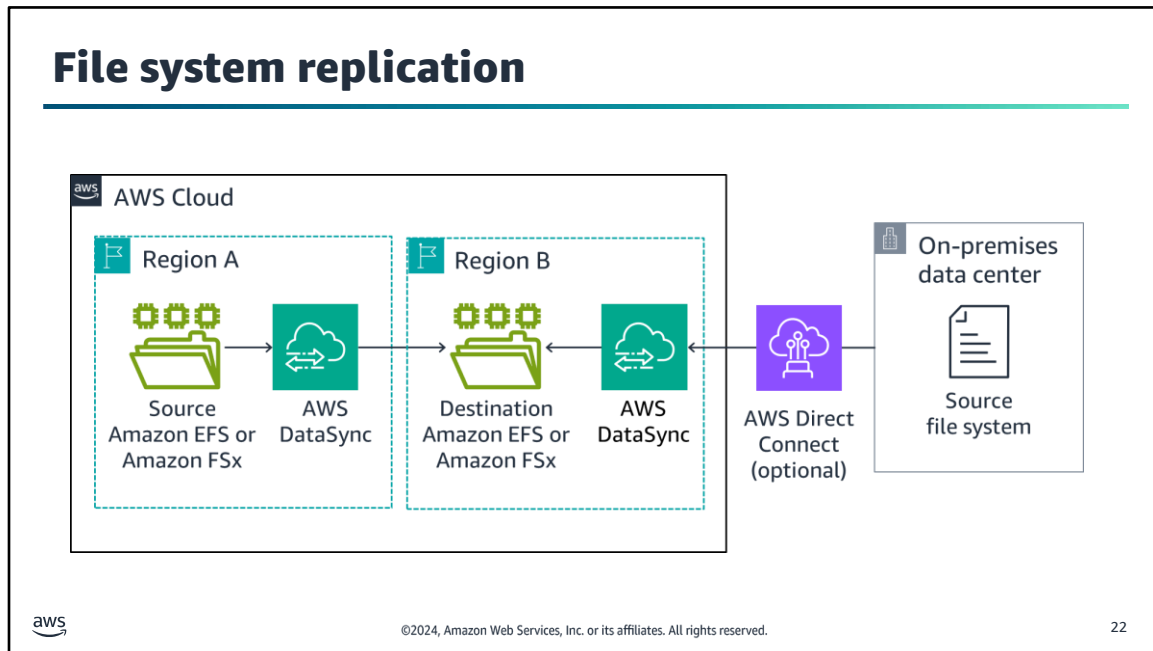 File system replication
aws
AWS Cloud
Region A
Source
Amazon EFS or
Amazon FSx
AWS
DataSync
Region B
Destination
Amazon EFS or
Amazon FSx
AWS
DataSync
AWS Direct
Connect
(optional)
On-premises
data center
Source
file system
aws
©2024, Amazon Web Services, Inc. or its affiliates. All rights reserved.
22